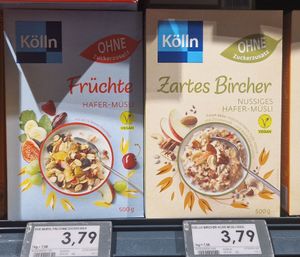 Kölln
OHNE
Zuckerzusatz
Früchte
HAFER-MÜSLI
VEGAN
500g
3,79
Kölln
OHNE
Zuckerzusatz
Zartes Bircher
NUSSIGES
HAFER-MÜSLI
VEGAN
500g
3,79